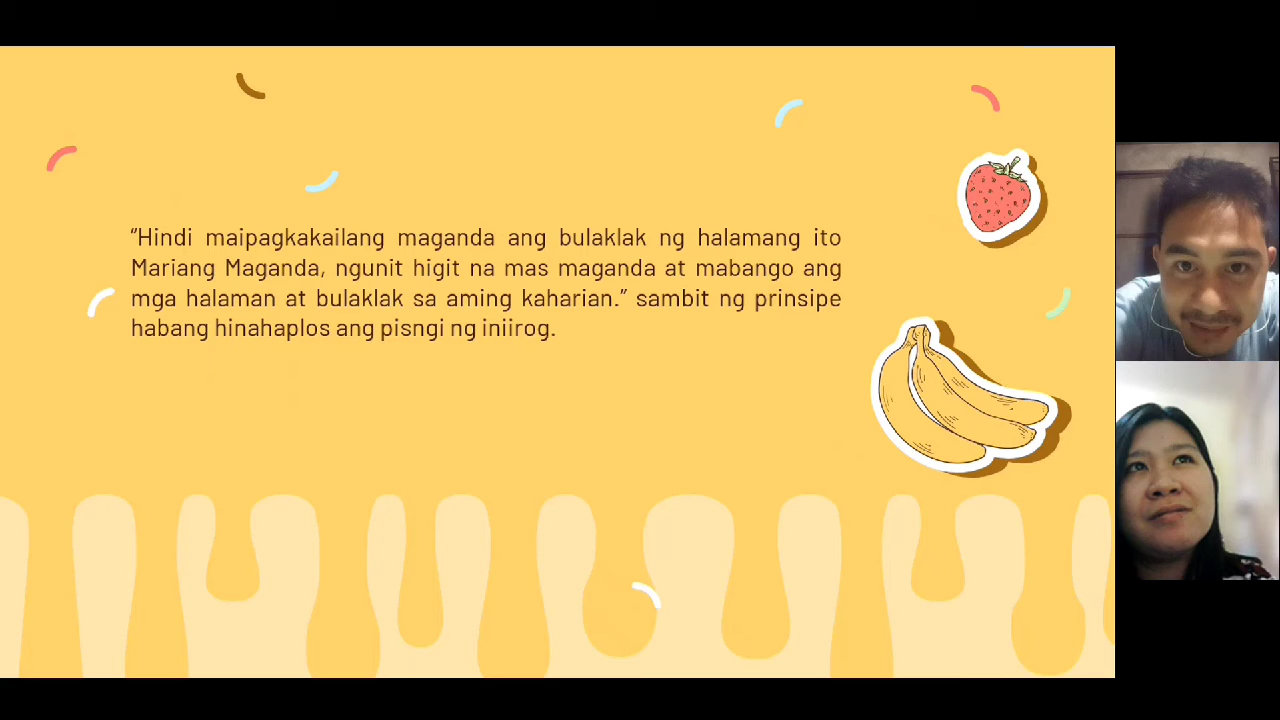 “Hindi maipagkakailang maganda ang bulaklak ng halamang ito
Mariang Maganda, ngunit higit na mas maganda at mabango ang
mga halaman at bulaklak sa aming kaharian.” sambit ng prinsipe
habang hinahaplos ang pisngi ng iniirog.